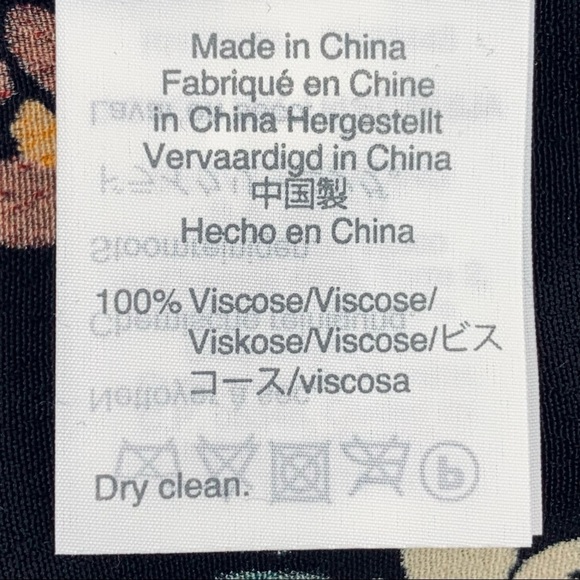 Made in China
Fabriqué en Chine
in China Hergestellt
Vervaardigd in China
中国製
Hecho en China
100% Viscose/Viscose/
Viskose/Viscose/ビス
コース/viscosa
Dry clean.